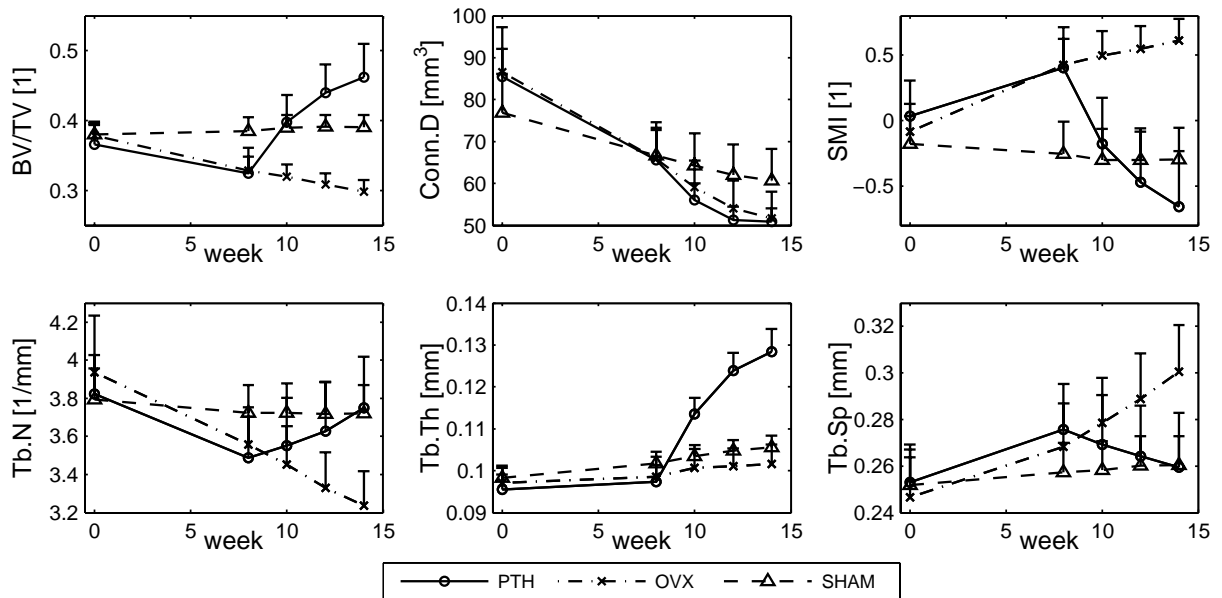 BV/TV [1]
0.5
0.4
0.3
0 5 10 15
week
Conn.D [mm³]
100
90
80
70
60
50
0 5 10 15
week
SMI [1]
0.5
0
−0.5
0 5 10 15
week
Tb.N [1/mm]
4.2
4
3.8
3.6
3.4
3.2
0 5 10 15
week
Tb.Th [mm]
0.14
0.13
0.12
0.11
0.1
0.09
0 5 10 15
week
Tb.Sp [mm]
0.32
0.3
0.28
0.26
0.24
0 5 10 15
week
PTH OVX SHAM